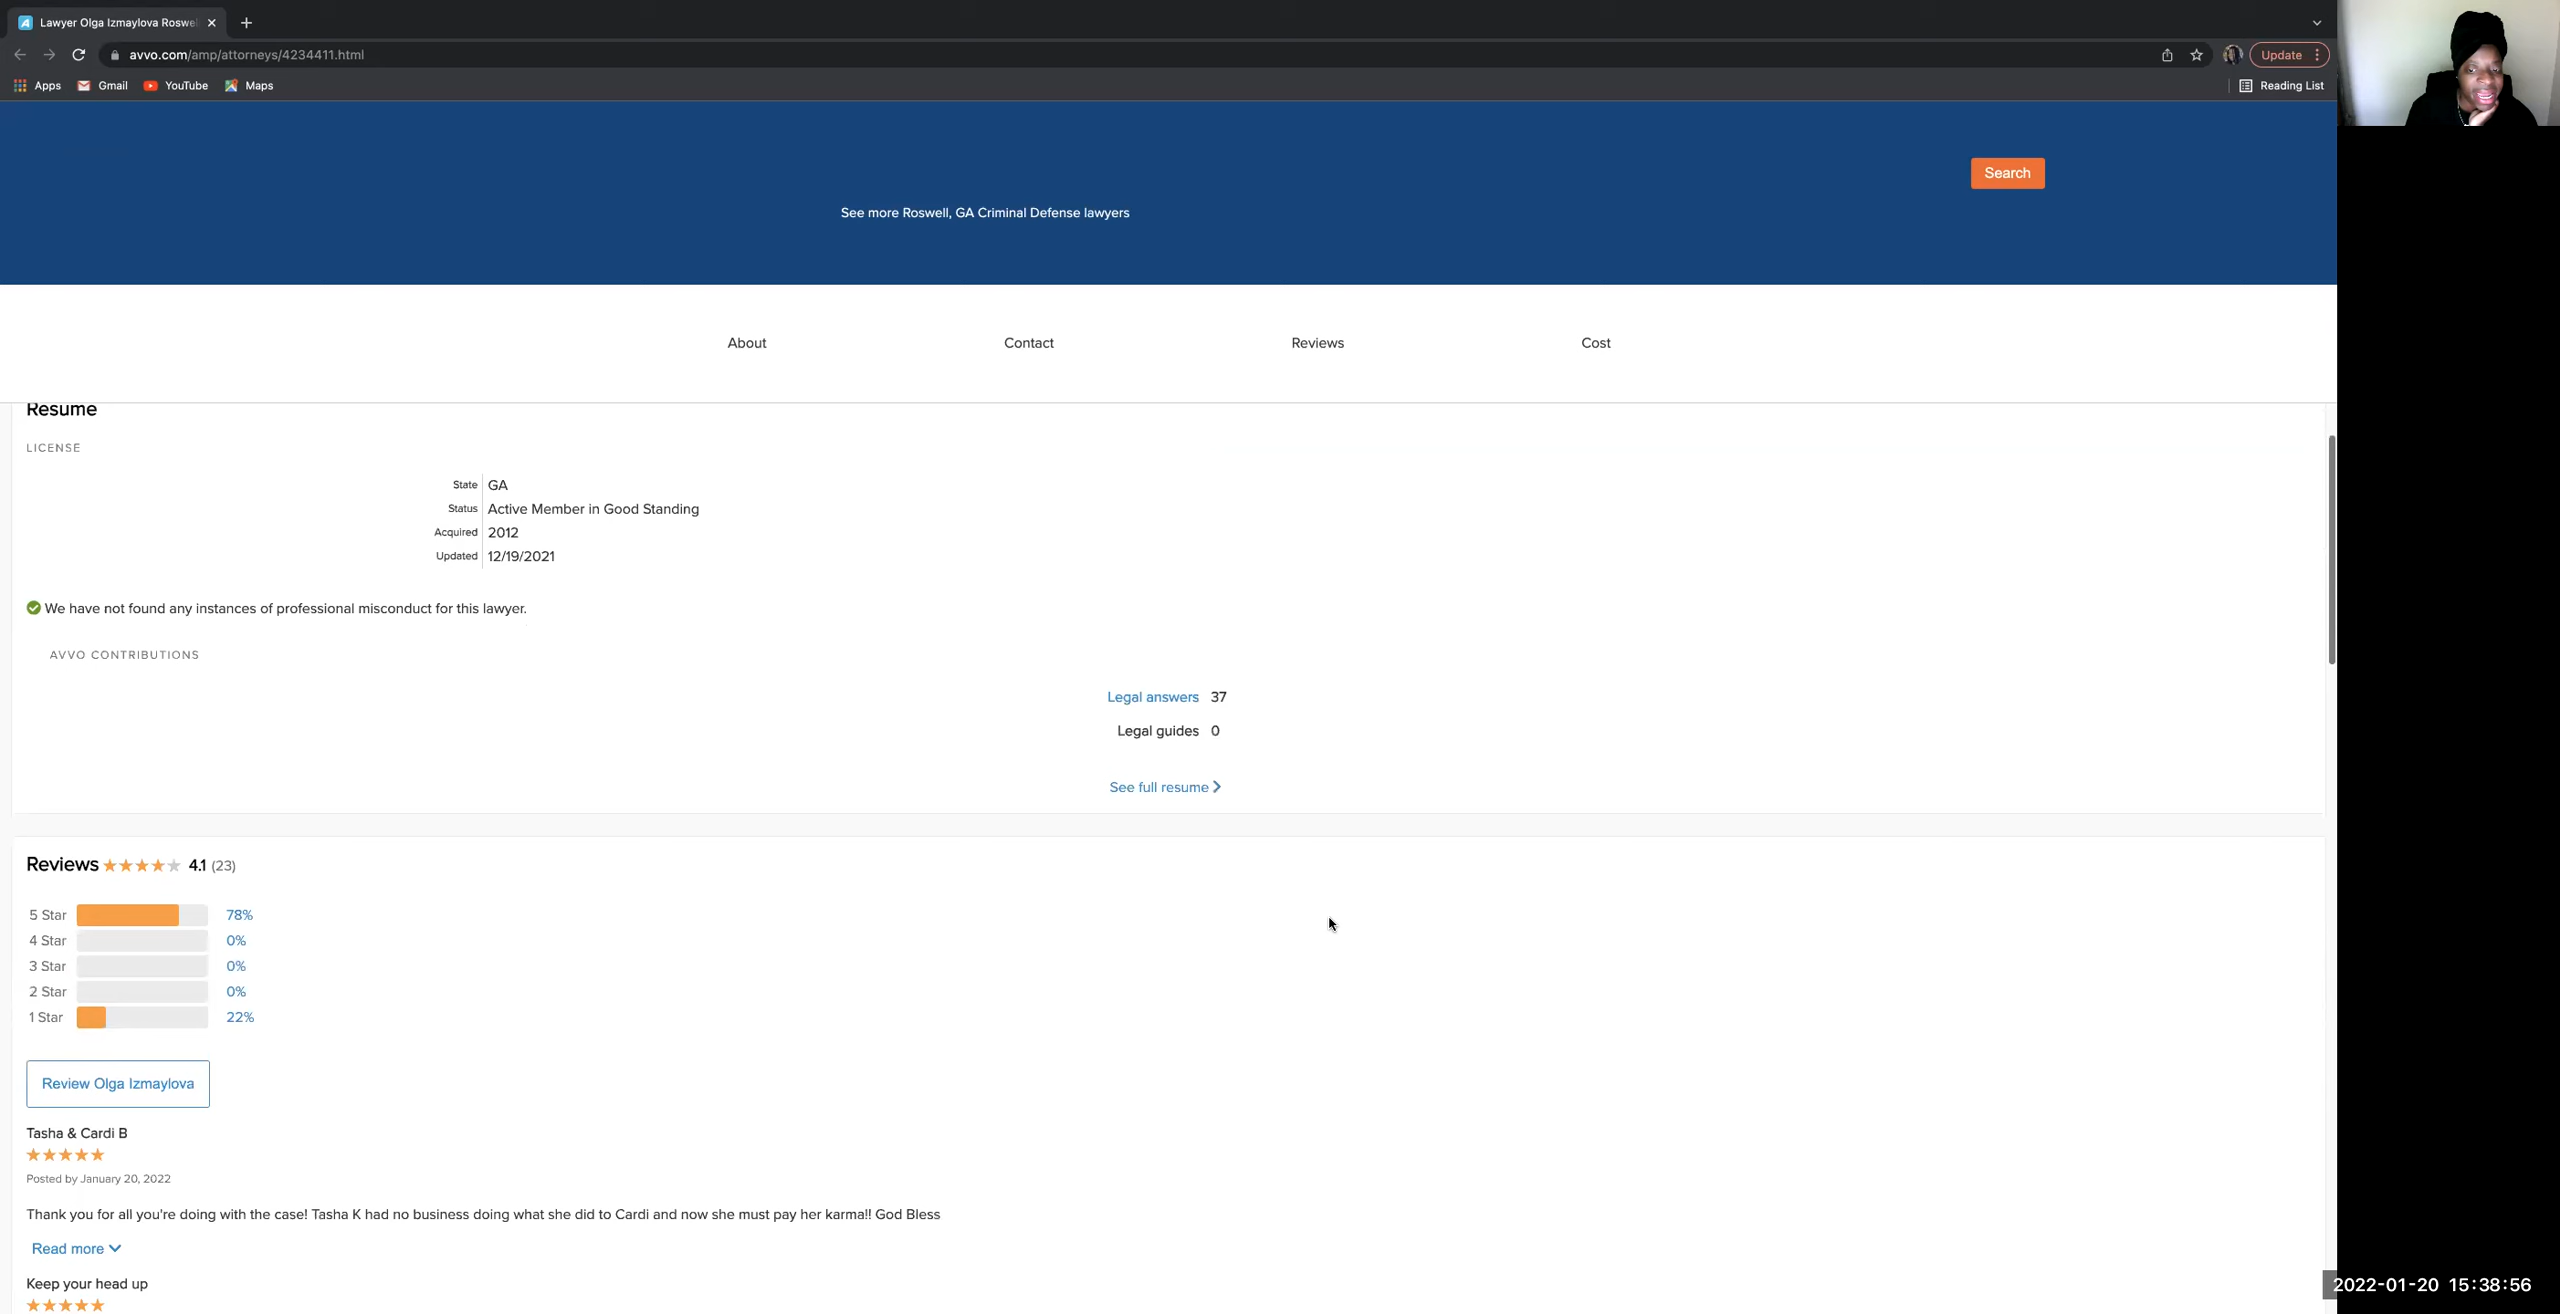 Lawyer Olga Izmaylova Roswel
avvo.com/amp/attorneys/4234411.html
Update
Apps
Gmail
YouTube
Maps
Reading List
Search
See more Roswell, GA Criminal Defense lawyers
About
Contact
Reviews
Cost
Resume
LICENSE
State GA
Status Active Member in Good Standing
Acquired 2012
Updated 12/19/2021
We have not found any instances of professional misconduct for this lawyer.
AVVO CONTRIBUTIONS
Legal answers 37
Legal guides 0
See full resume
Reviews 4.1 (23)
5 Star 78%
4 Star 0%
3 Star 0%
2 Star 0%
1 Star 22%
Review Olga Izmaylova
Tasha & Cardi B
Posted by January 20, 2022
Thank you for all you're doing with the case! Tasha K had no business doing what she did to Cardi and now she must pay her karma!! God Bless
Read more
Keep your head up
2022-01-20 15:38:56